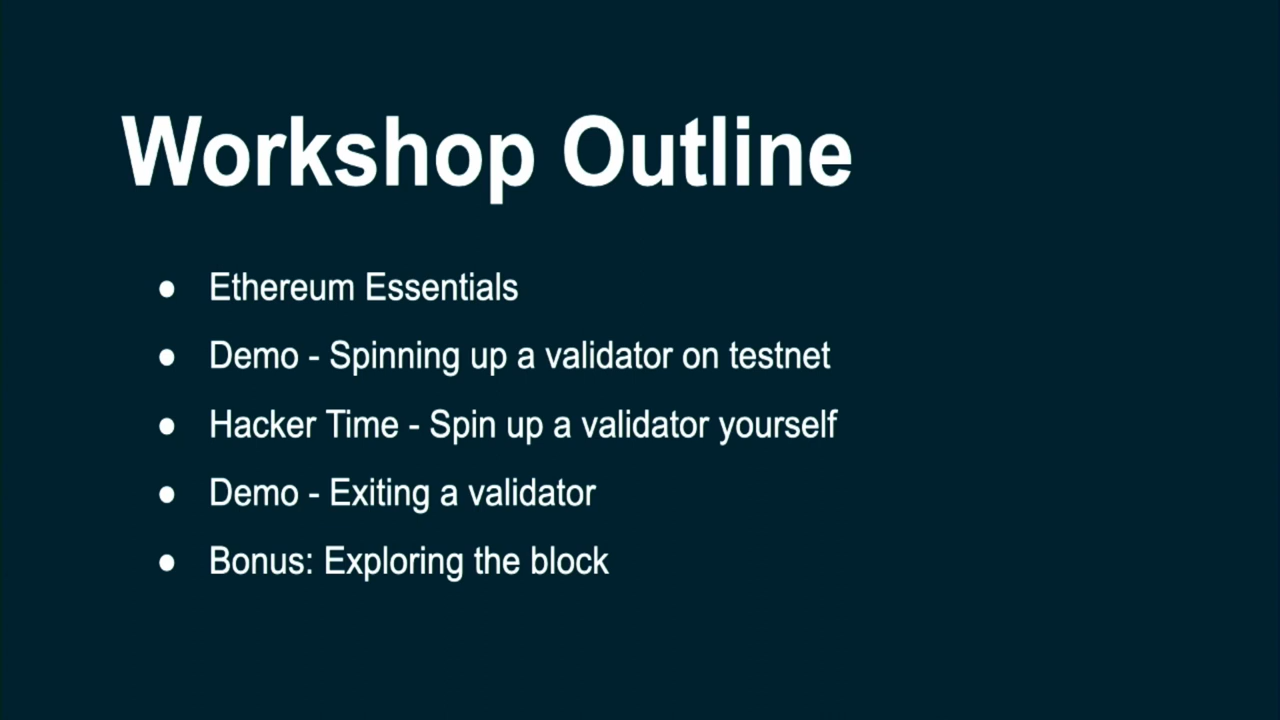 Workshop Outline
● Ethereum Essentials
● Demo - Spinning up a validator on testnet
● Hacker Time - Spin up a validator yourself
● Demo - Exiting a validator
● Bonus: Exploring the block